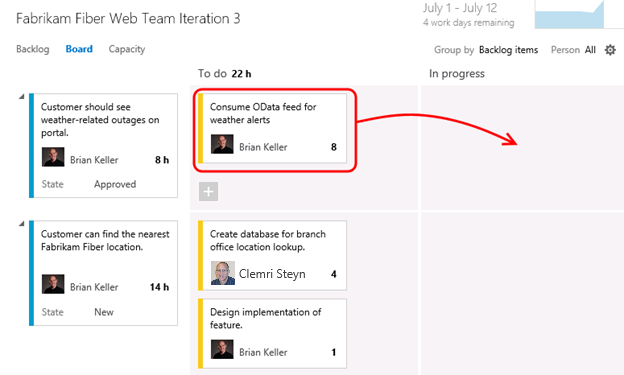 Fabrikam Fiber Web Team Iteration 3
July 1 - July 12
4 work days remaining
Backlog Board Capacity
Group by Backlog items Person All
To do 22 h
In progress
Customer should see
weather-related outages on
portal.
Brian Keller 8 h
State Approved
Consume OData feed for
weather alerts
Brian Keller 8
+
Customer can find the nearest
Fabrikam Fiber location.
Brian Keller 14 h
State New
Create database for branch
office location lookup.
Clemri Steyn 4
Design implementation of
feature.
Brian Keller 1